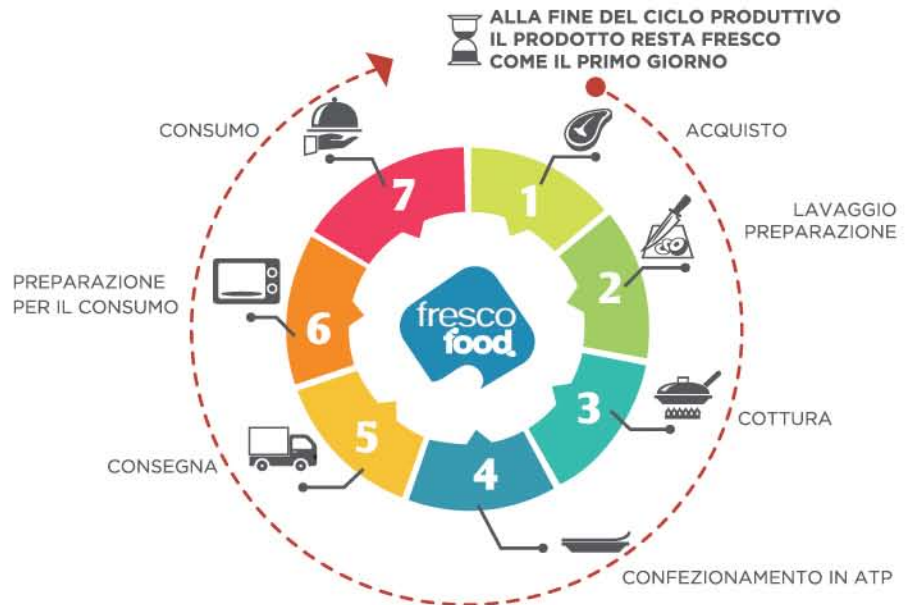 ALLA FINE DEL CICLO PRODUTTIVO
IL PRODOTTO RESTA FRESCO
COME IL PRIMO GIORNO
ACQUISTO
1
LAVAGGIO
PREPARAZIONE
2
COTTURA
3
CONFEZIONAMENTO IN ATP
4
CONSEGNA
5
PREPARAZIONE
PER IL CONSUMO
6
CONSUMO
7
fresco
food.